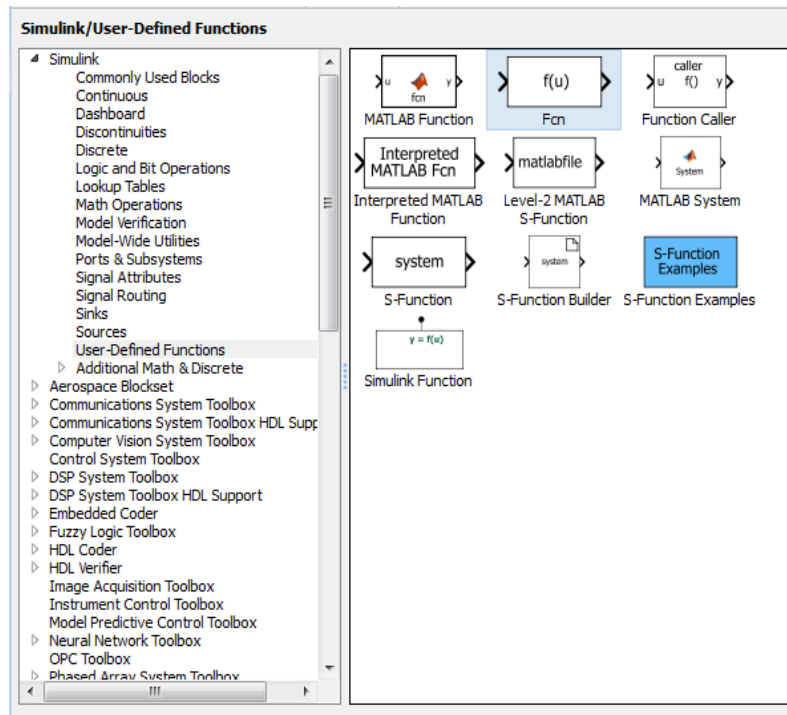 Simulink/User-Defined Functions
Simulink
Commonly Used Blocks
Continuous
Dashboard
Discontinuities
Discrete
Logic and Bit Operations
Lookup Tables
Math Operations
Model Verification
Model-Wide Utilities
Ports & Subsystems
Signal Attributes
Signal Routing
Sinks
Sources
User-Defined Functions
Additional Math & Discrete
Aerospace Blockset
Communications System Toolbox
Communications System Toolbox HDL Supp
Computer Vision System Toolbox
Control System Toolbox
DSP System Toolbox
DSP System Toolbox HDL Support
Embedded Coder
Fuzzy Logic Toolbox
HDL Coder
HDL Verifier
Image Acquisition Toolbox
Instrument Control Toolbox
Model Predictive Control Toolbox
Neural Network Toolbox
OPC Toolbox
Phased Array System Toolbox
u y
fcn
MATLAB Function
f(u)
Fcn
caller
u f() y
Function Caller
Interpreted
MATLAB Fcn
Interpreted MATLAB
Function
matlabfile
Level-2 MATLAB
S-Function
System
MATLAB System
system
S-Function
system
S-Function Builder
S-Function
Examples
S-Function Examples
y = f(u)
Simulink Function